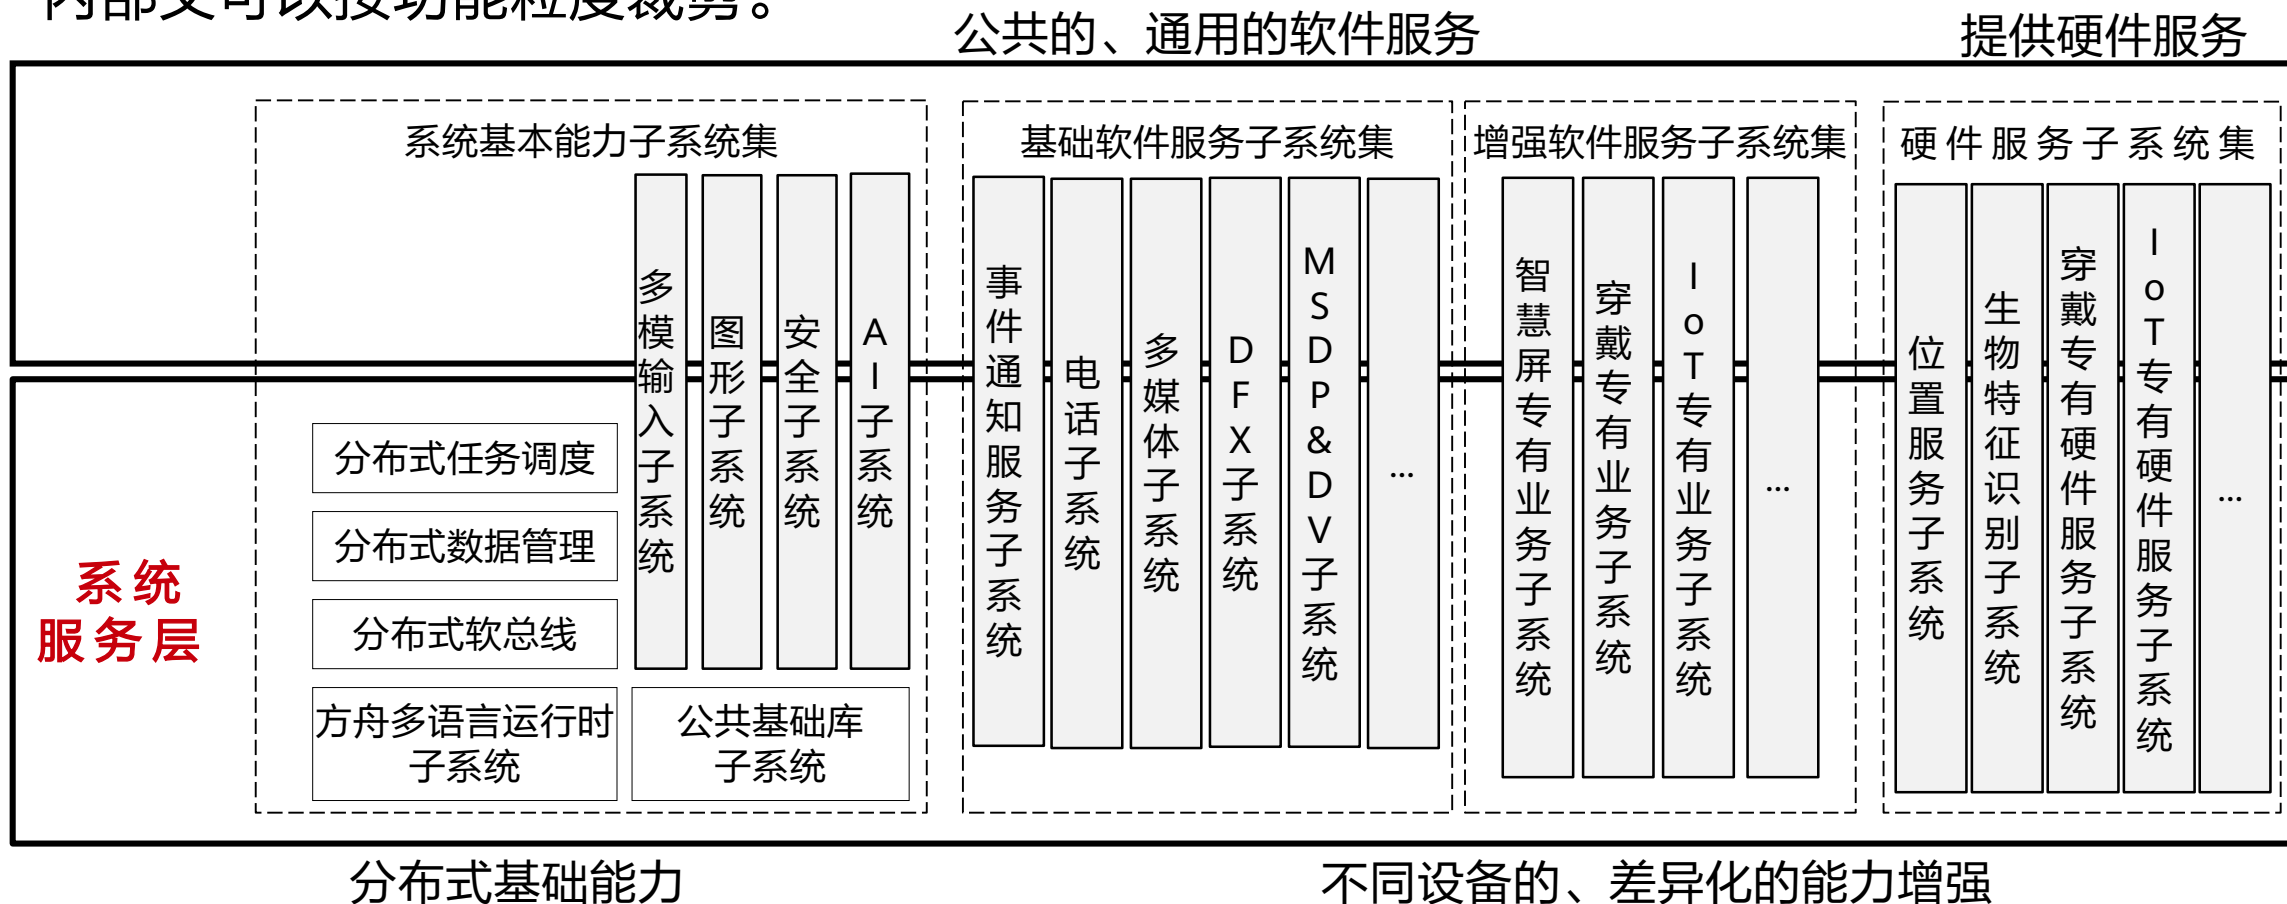 内部又可以按功能粒度裁剪。
公共的、通用的软件服务
提供硬件服务
系统基本能力子系统集
多模输入子系统
图形子系统
安全子系统
AI子系统
分布式任务调度
分布式数据管理
分布式软总线
方舟多语言运行时
子系统
公共基础库
子系统
基础软件服务子系统集
事件通知服务子系统
电话子系统
多媒体子系统
DFX子系统
MSDP&DV子系统
...
增强软件服务子系统集
智慧屏专有业务子系统
穿戴专有业务子系统
IoT专有业务子系统
...
硬件服务子系统集
位置服务子系统
生物特征识别子系统
穿戴专有硬件服务子系统
IoT专有硬件服务子系统
...
系统
服务层
分布式基础能力
不同设备的、差异化的能力增强